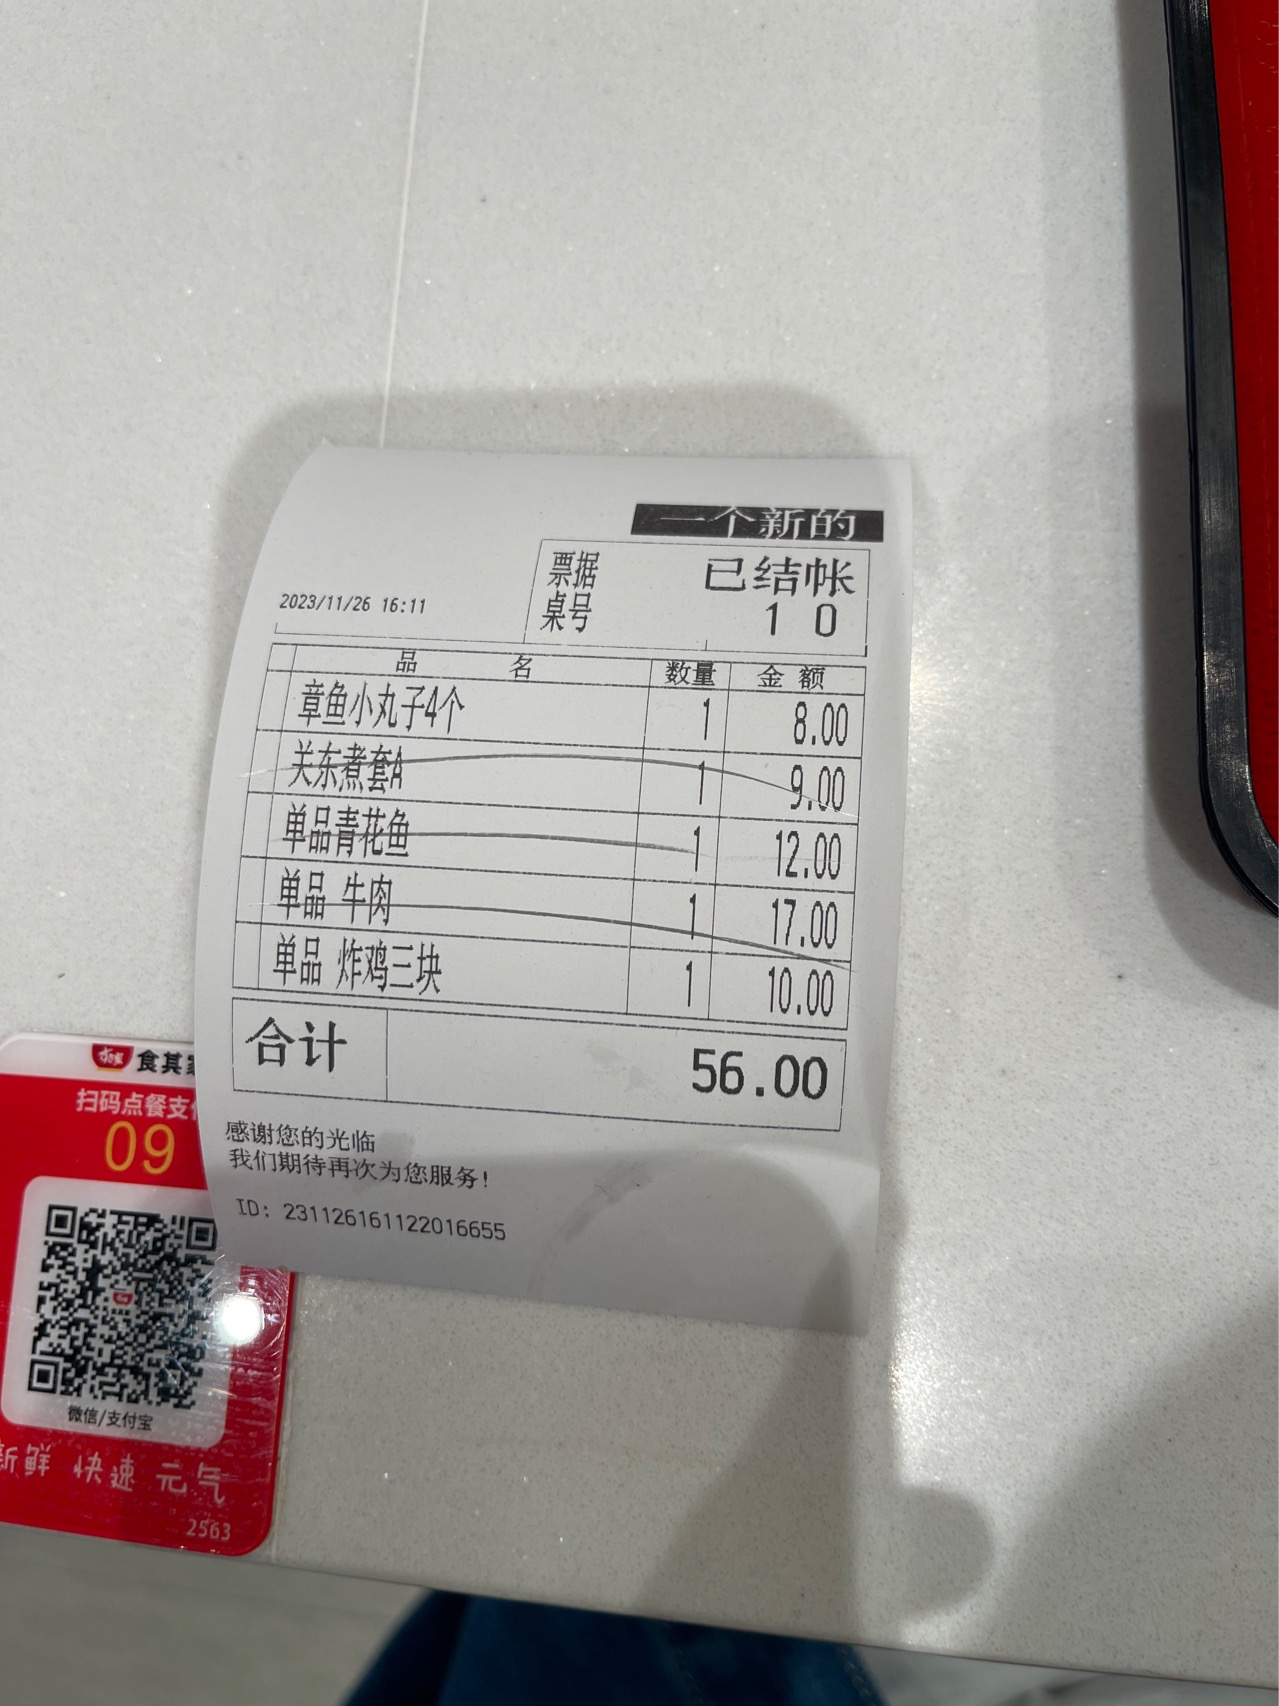 一个新的
票据 已结帐
2023/11/26 16:11
桌号 10
品 名 数量 金额
章鱼小丸子4个 1 8.00
关东煮套A 1 9.00
单品青花鱼 1 12.00
单品 牛肉 1 17.00
单品 炸鸡三块 1 10.00
合计 56.00
感谢您的光临
我们期待再次为您服务!
ID: 231126161122016655
すき家 食其家
扫码点餐支付
09
微信/支付宝
新鲜 快速 元气
2563